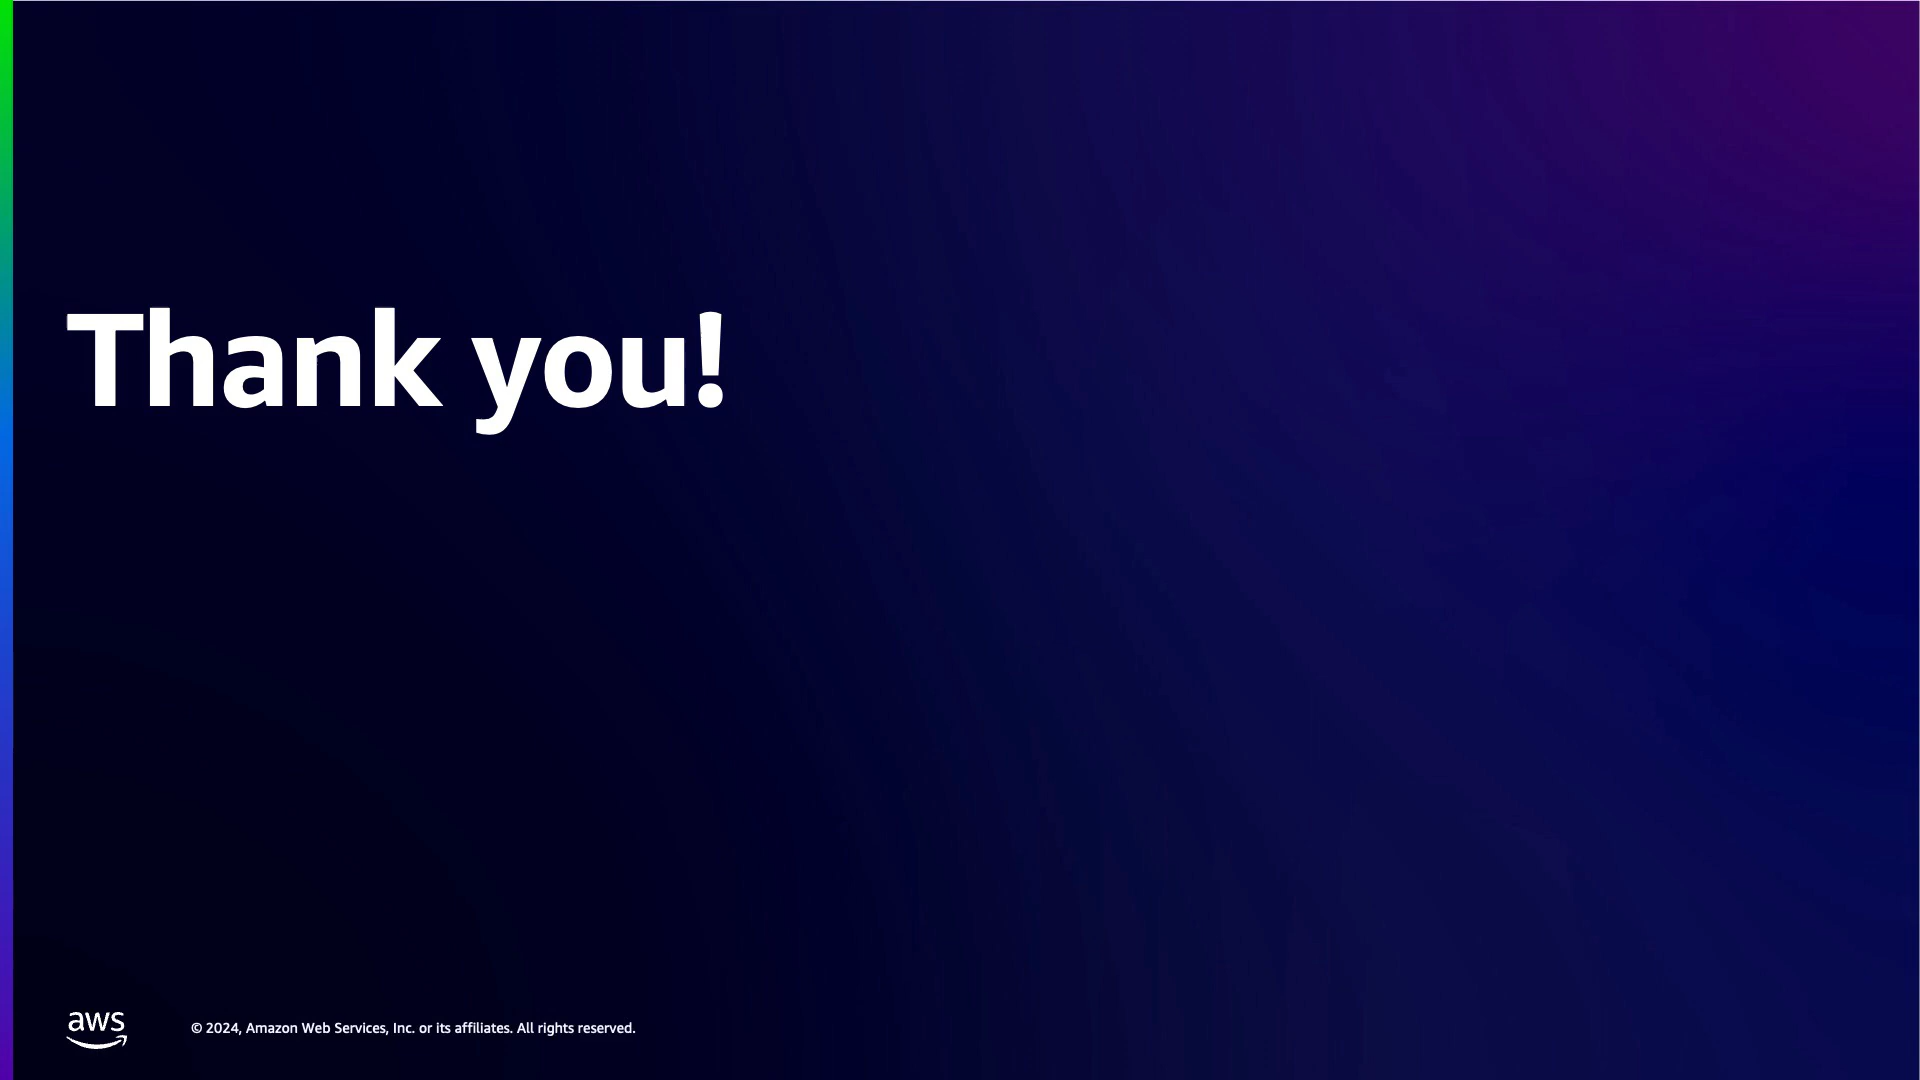 Thank you!
aws
© 2024, Amazon Web Services, Inc. or its affiliates. All rights reserved.